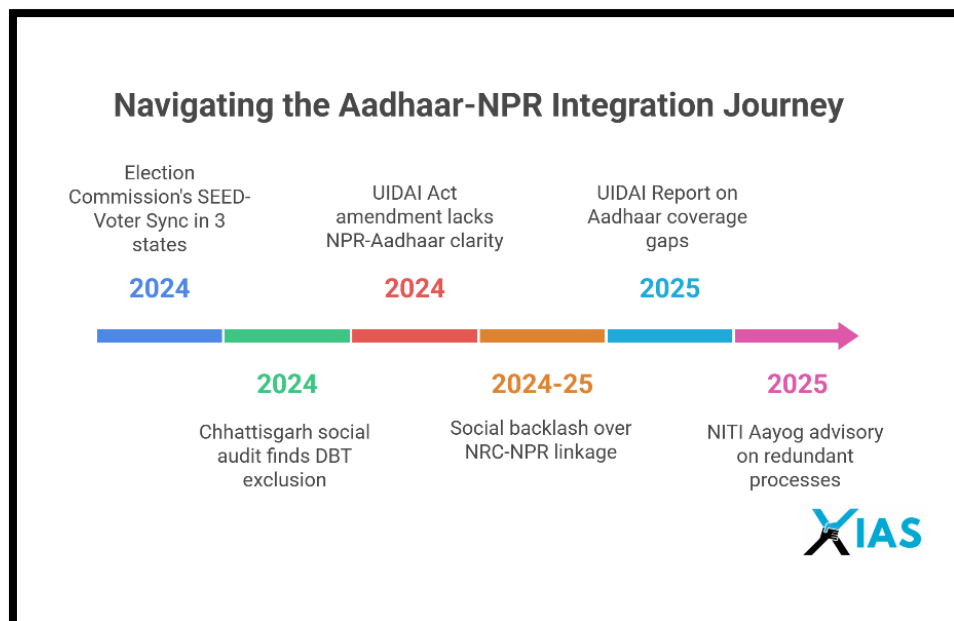 Navigating the Aadhaar-NPR Integration Journey
Election
Commission's SEED-
Voter Sync in 3
states
2024
2024
Chhattisgarh social
audit finds DBT
exclusion
UIDAI Act
amendment lacks
NPR-Aadhaar clarity
2024
2024-25
Social backlash over
NRC-NPR linkage
UIDAI Report on
Aadhaar coverage
gaps
2025
2025
NITI Aayog advisory
on redundant
processes
XIAS